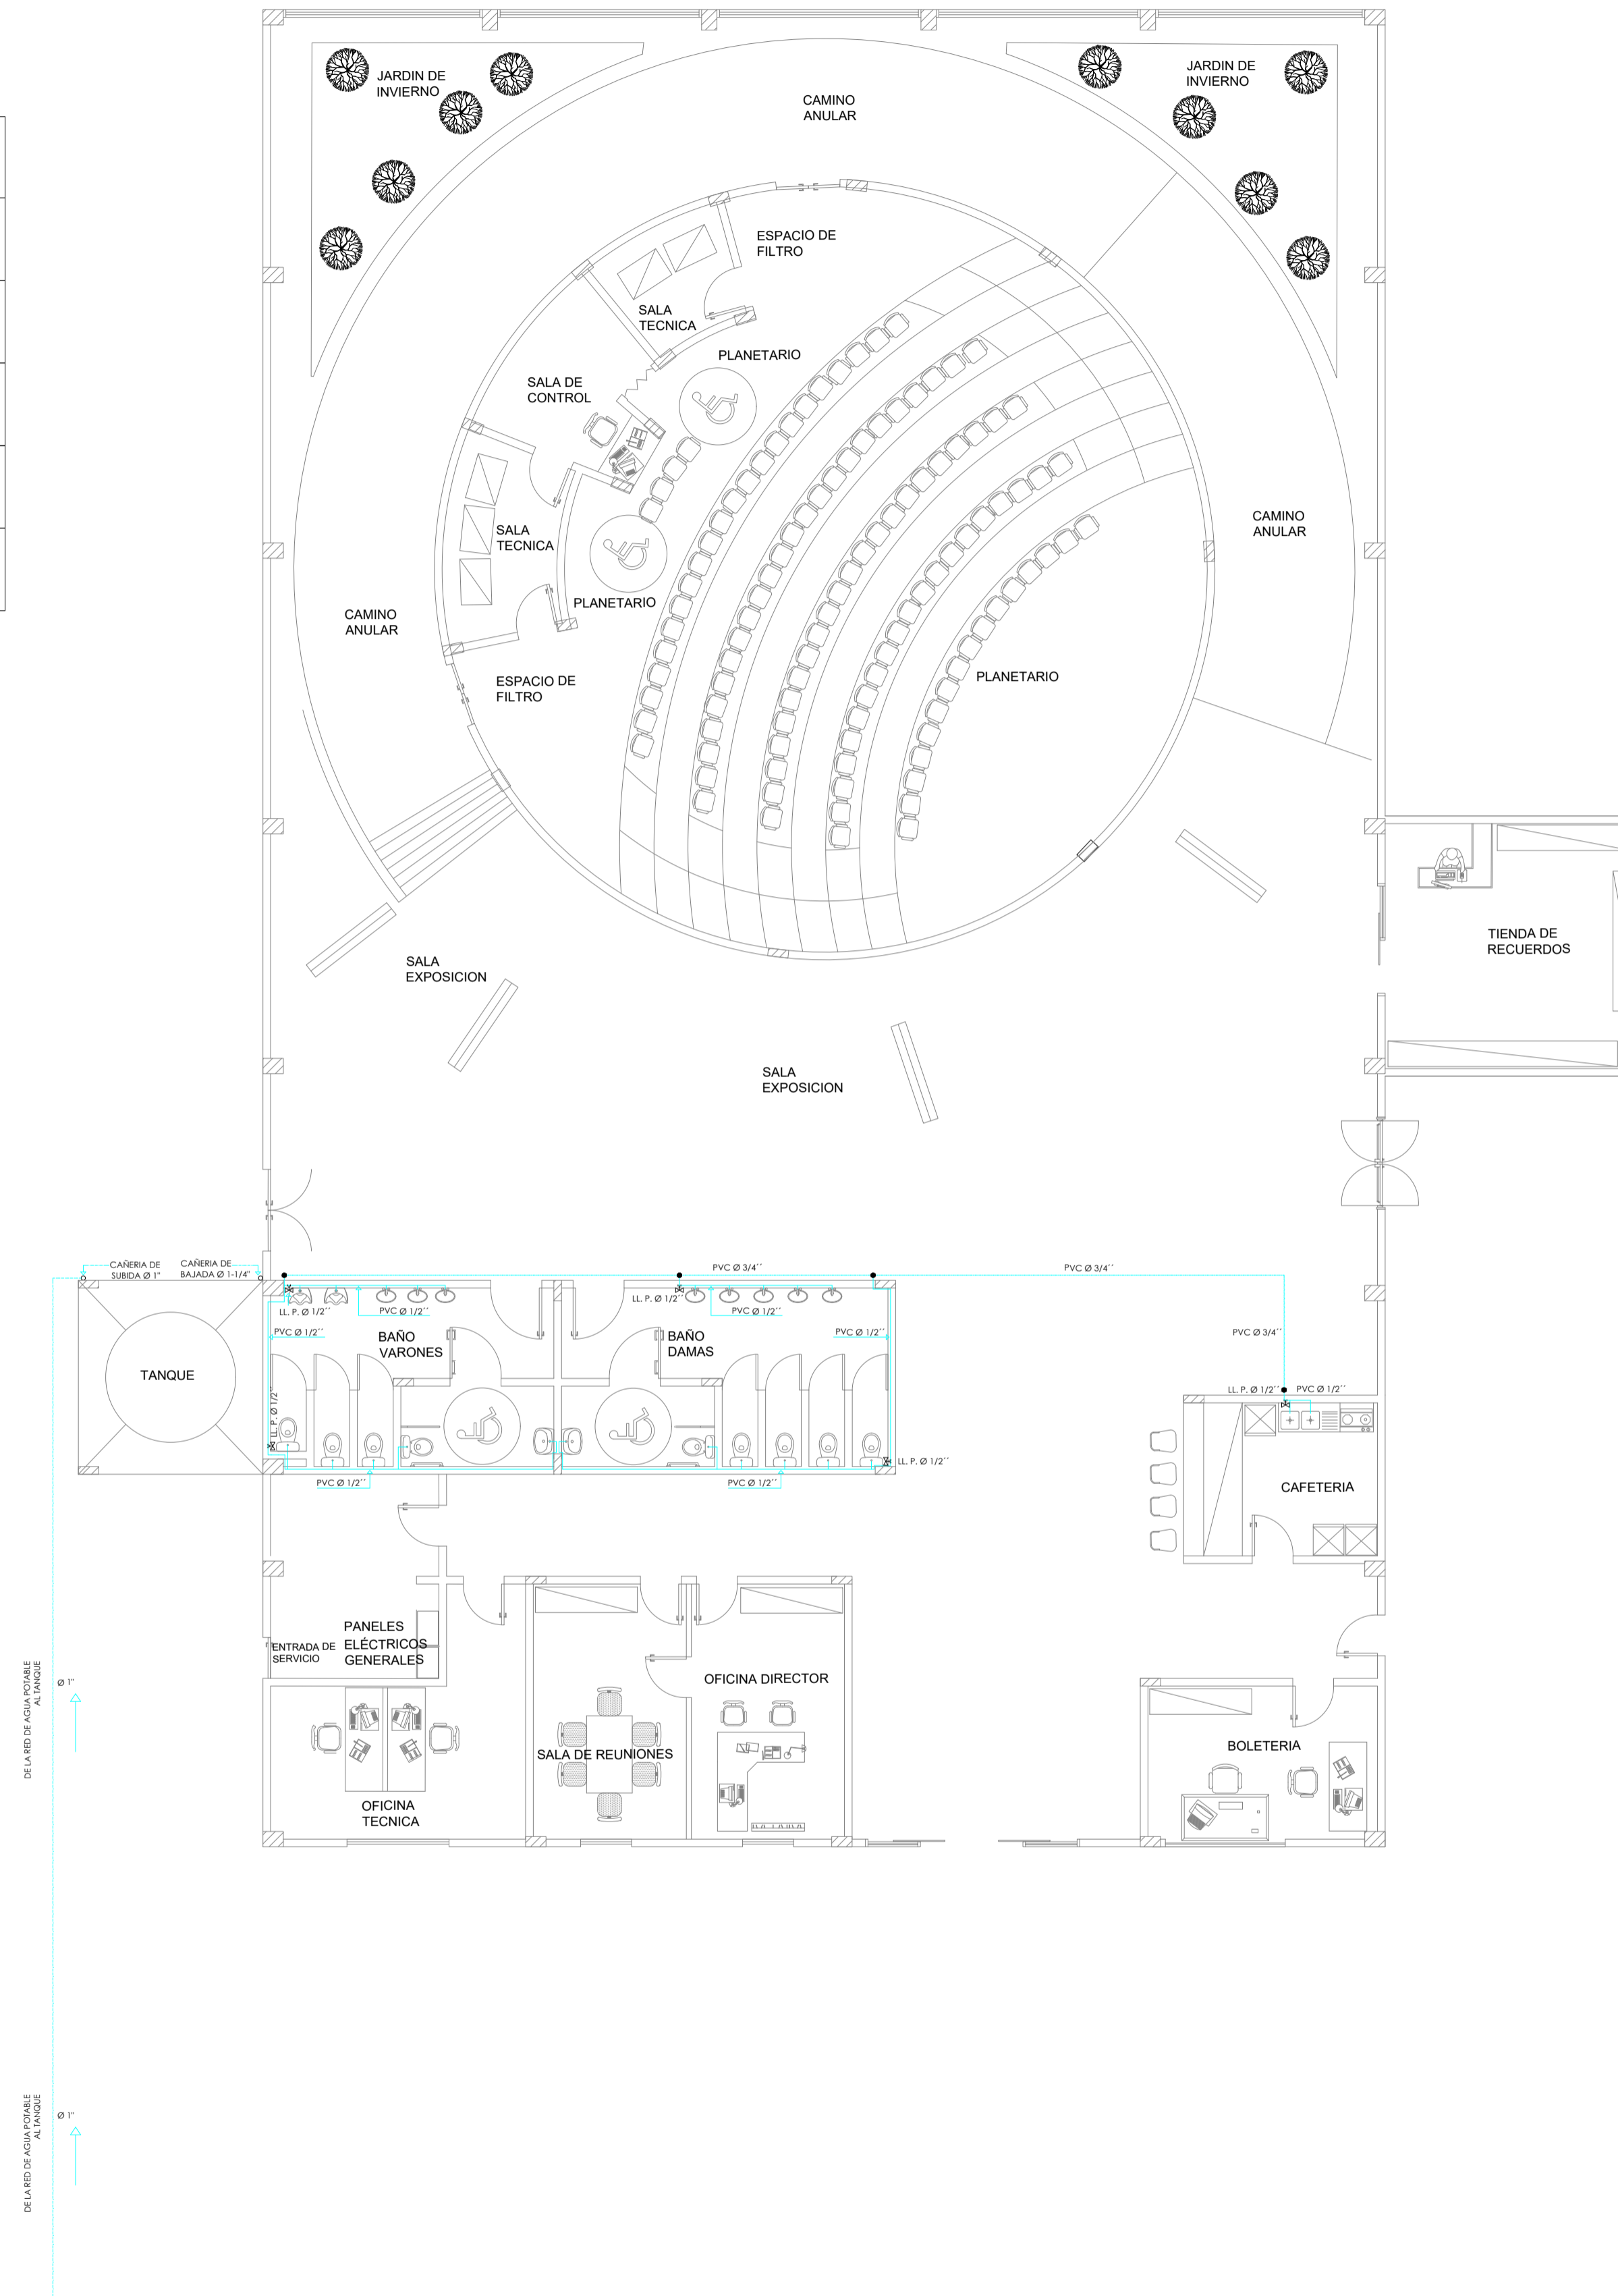 JARDIN DE
INVIERNO
JARDIN DE
INVIERNO
CAMINO
ANULAR
ESPACIO DE
FILTRO
SALA
TECNICA
PLANETARIO
SALA DE
CONTROL
SALA
TECNICA
CAMINO
ANULAR
PLANETARIO
CAMINO
ANULAR
ESPACIO DE
FILTRO
PLANETARIO
TIENDA DE
RECUERDOS
SALA
EXPOSICION
SALA
EXPOSICION
CAÑERIA DE
SUBIDA Ø 1"
CAÑERIA DE
BAJADA Ø 1-1/4"
PVC Ø 3/4´´
PVC Ø 3/4´´
LL. P. Ø 1/2´´
PVC Ø 1/2´´
LL. P. Ø 1/2´´
PVC Ø 1/2´´
PVC Ø 1/2´´
BAÑO
VARONES
BAÑO
DAMAS
PVC Ø 1/2´´
PVC Ø 3/4´´
TANQUE
LL. P. Ø 1/2´´
LL. P. Ø 1/2´´
PVC Ø 1/2´´
PVC Ø 1/2´´
PVC Ø 1/2´´
LL. P. Ø 1/2´´
CAFETERIA
PANELES
ELÉCTRICOS
GENERALES
ENTRADA DE
SERVICIO
OFICINA DIRECTOR
SALA DE REUNIONES
BOLETERIA
OFICINA
TECNICA
DE LA RED DE AGUA POTABLE
AL TANQUE
Ø 1"
DE LA RED DE AGUA POTABLE
AL TANQUE
Ø 1"